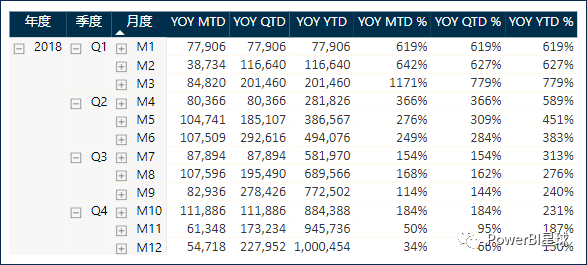 年度 季度 月度 YOY MTD YOY QTD YOY YTD YOY MTD % YOY QTD % YOY YTD %
2018 Q1 M1 77,906 77,906 77,906 619% 619% 619%
M2 38,734 116,640 116,640 642% 627% 627%
M3 84,820 201,460 201,460 1171% 779% 779%
Q2 M4 80,366 80,366 281,826 366% 366% 589%
M5 104,741 185,107 386,567 276% 309% 451%
M6 107,509 292,616 494,076 249% 284% 383%
Q3 M7 87,894 87,894 581,970 154% 154% 313%
M8 107,596 195,490 689,566 168% 162% 276%
M9 82,936 278,426 772,502 114% 144% 240%
Q4 M10 111,886 111,886 884,388 184% 184% 231%
M11 61,348 173,234 945,736 50% 95% 187%
M12 54,718 227,952 1,000,454 34% 66% 150%
PowerBI星球